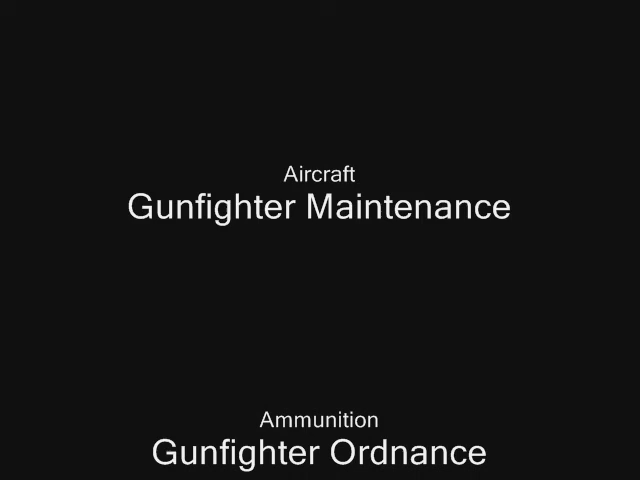 Aircraft
Gunfighter Maintenance
Ammunition
Gunfighter Ordnance